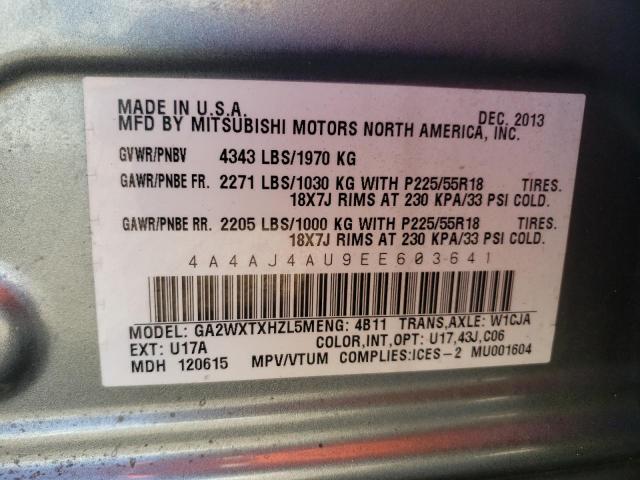 MADE IN U.S.A. DEC. 2013
MFD BY MITSUBISHI MOTORS NORTH AMERICA, INC.
GVWR/PNBV 4343 LBS/1970 KG
GAWR/PNBE FR. 2271 LBS/1030 KG WITH P225/55R18 TIRES.
18X7J RIMS AT 230 KPA/33 PSI COLD.
GAWR/PNBE RR. 2205 LBS/1000 KG WITH P225/55R18 TIRES.
18X7J RIMS AT 230 KPA/33 PSI COLD.
4A4AJ4AU9EE603641
MODEL: GA2WXTXHZL5MENG: 4B11 TRANS,AXLE: W1CJA
EXT: U17A COLOR,INT,OPT: U17,43J,C06
MDH 120615 MPV/VTUM COMPLIES:ICES-2 MU001604